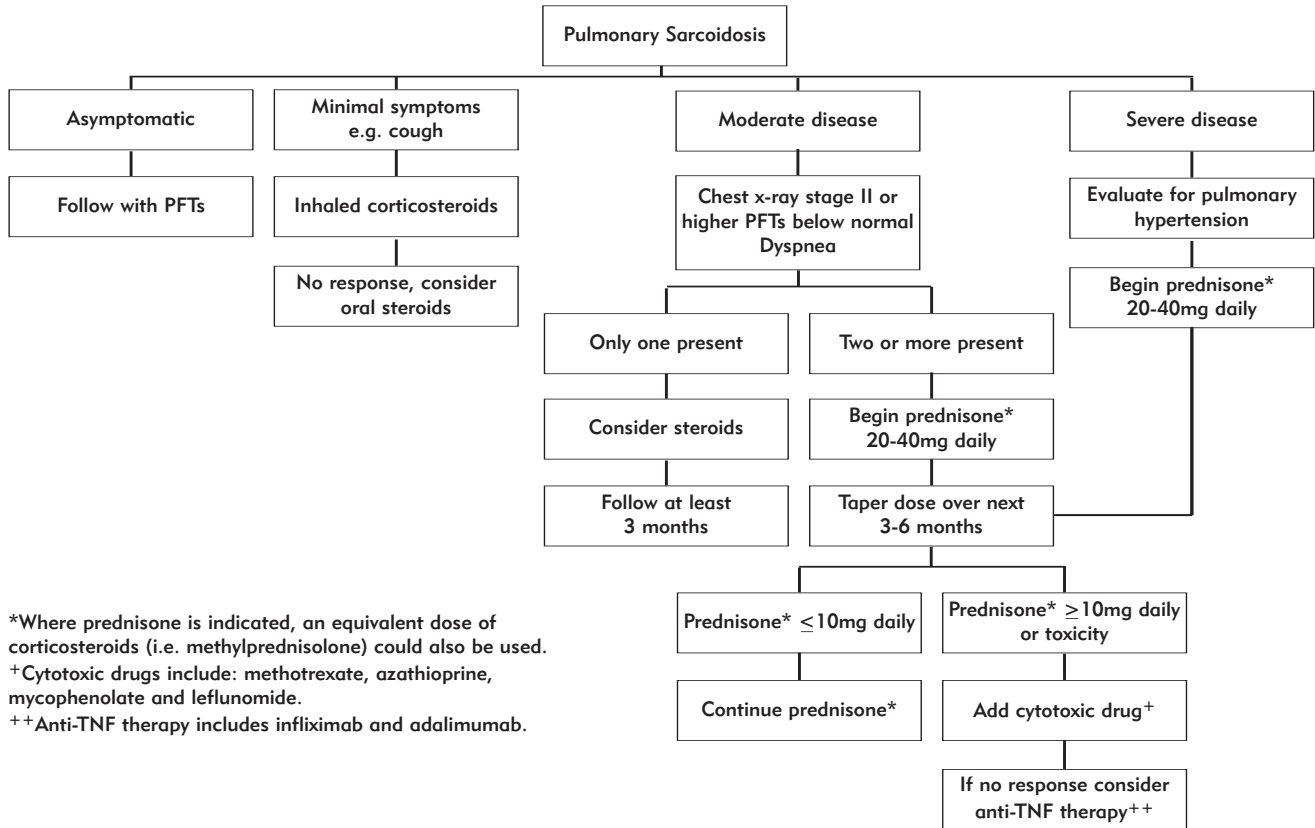 Pulmonary Sarcoidosis
Asymptomatic
Minimal symptoms
e.g. cough
Moderate disease
Severe disease
Follow with PFTs
Inhaled corticosteroids
Chest x-ray stage II or
higher PFTs below normal
Dyspnea
Evaluate for pulmonary
hypertension
No response, consider
oral steroids
Begin prednisone*
20-40mg daily
Only one present
Two or more present
Consider steroids
Begin prednisone*
20-40mg daily
Follow at least
3 months
Taper dose over next
3-6 months
Prednisone* ≤10mg daily
Prednisone* ≥10mg daily
or toxicity
Continue prednisone*
Add cytotoxic drug+
If no response consider
anti-TNF therapy++
*Where prednisone is indicated, an equivalent dose of
corticosteroids (i.e. methylprednisolone) could also be used.
+Cytotoxic drugs include: methotrexate, azathioprine,
mycophenolate and leflunomide.
++Anti-TNF therapy includes infliximab and adalimumab.